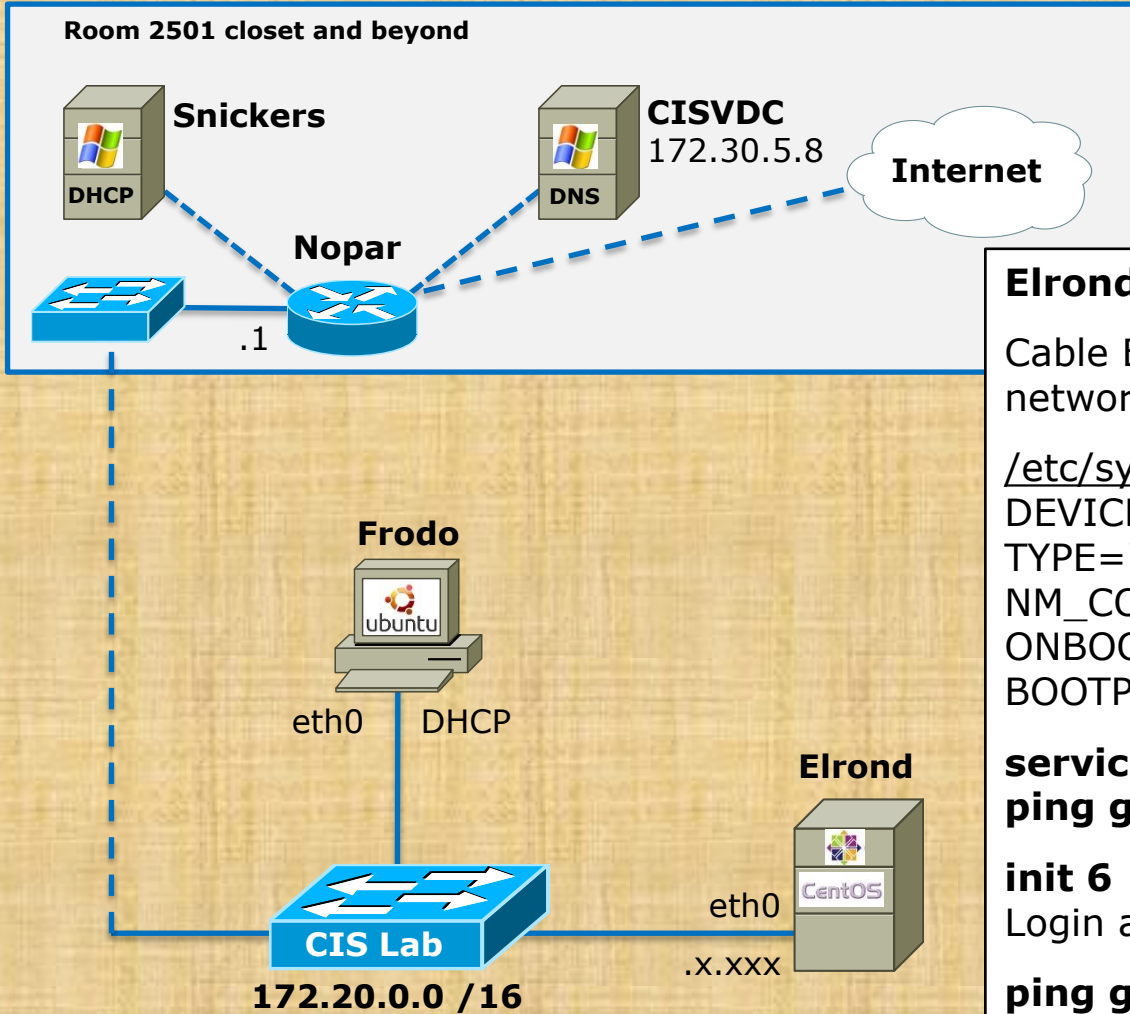 Room 2501 closet and beyond
Snickers
DHCP
CISVDC
172.30.5.8
DNS
Internet
Nopar
.1
Frodo
ubuntu
eth0 DHCP
Elrond
CentOS
eth0
.x.xxx
CIS Lab
172.20.0.0 /16
Elrond
Cable
networ
/etc/sy
DEVIC
TYPE=
NM_CO
ONBOO
BOOTP
servic
ping g
init 6
Login a
ping g